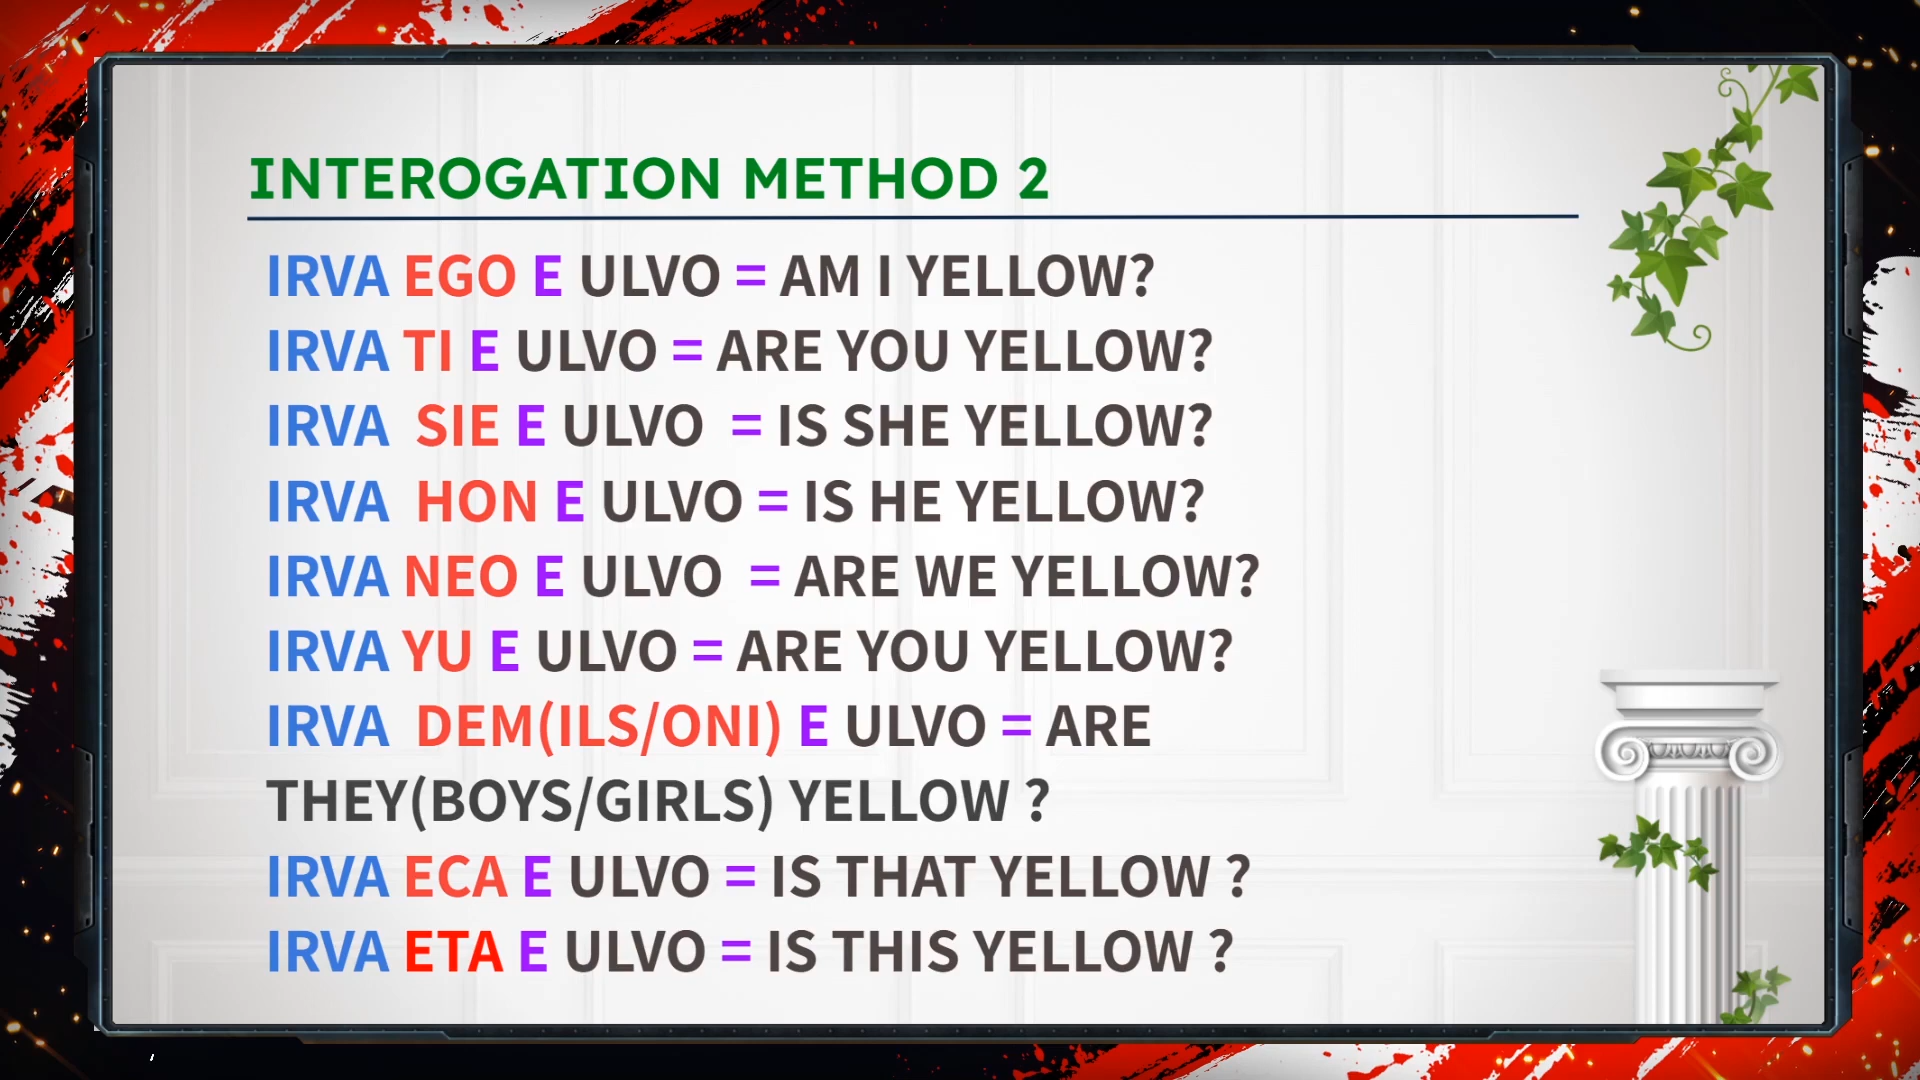 INTEROGATION METHOD 2
IRVA EGO E ULVO = AM I YELLOW?
IRVA TI E ULVO = ARE YOU YELLOW?
IRVA SIE E ULVO = IS SHE YELLOW?
IRVA HON E ULVO = IS HE YELLOW?
IRVA NEO E ULVO = ARE WE YELLOW?
IRVA YU E ULVO = ARE YOU YELLOW?
IRVA DEM(ILS/ONI) E ULVO = ARE
THEY(BOYS/GIRLS) YELLOW ?
IRVA ECA E ULVO = IS THAT YELLOW ?
IRVA ETA E ULVO = IS THIS YELLOW ?